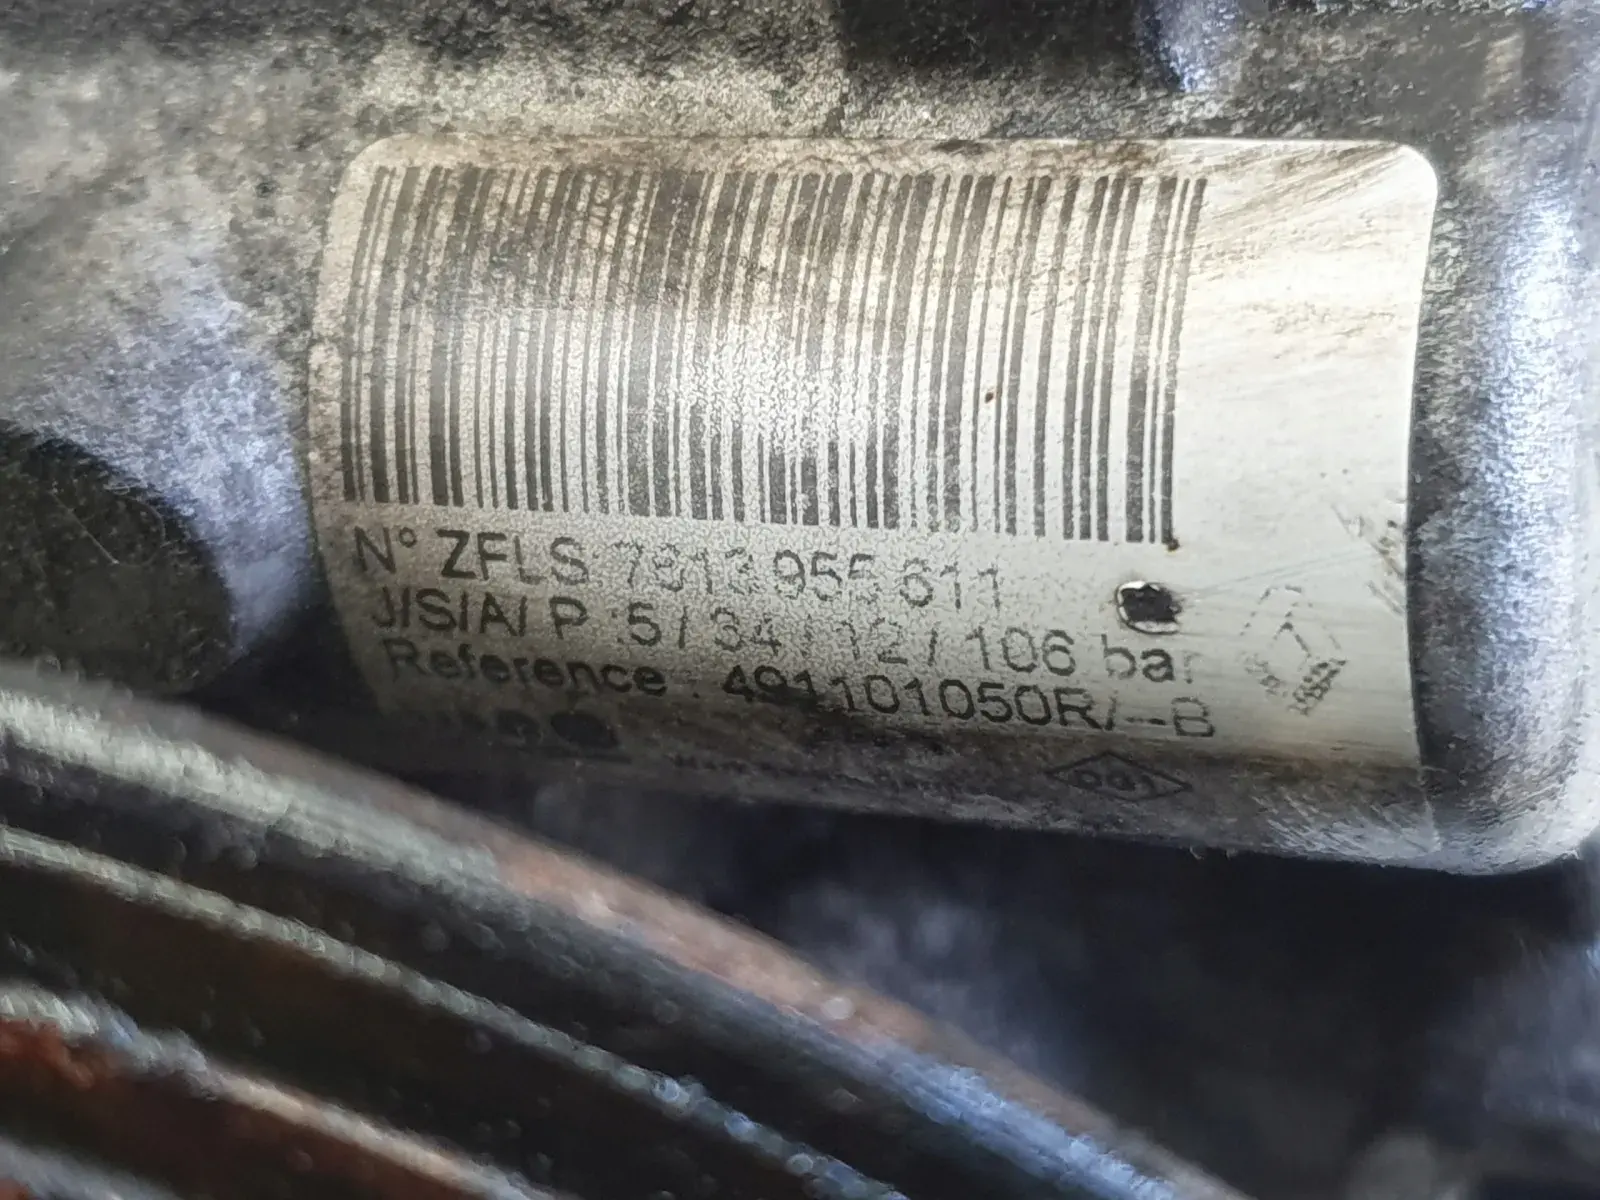 N° ZFLS 7613 955 611
J/S/A/ P :5 / 34 / 12 / 106 bar
Reference : 491101050R/--B